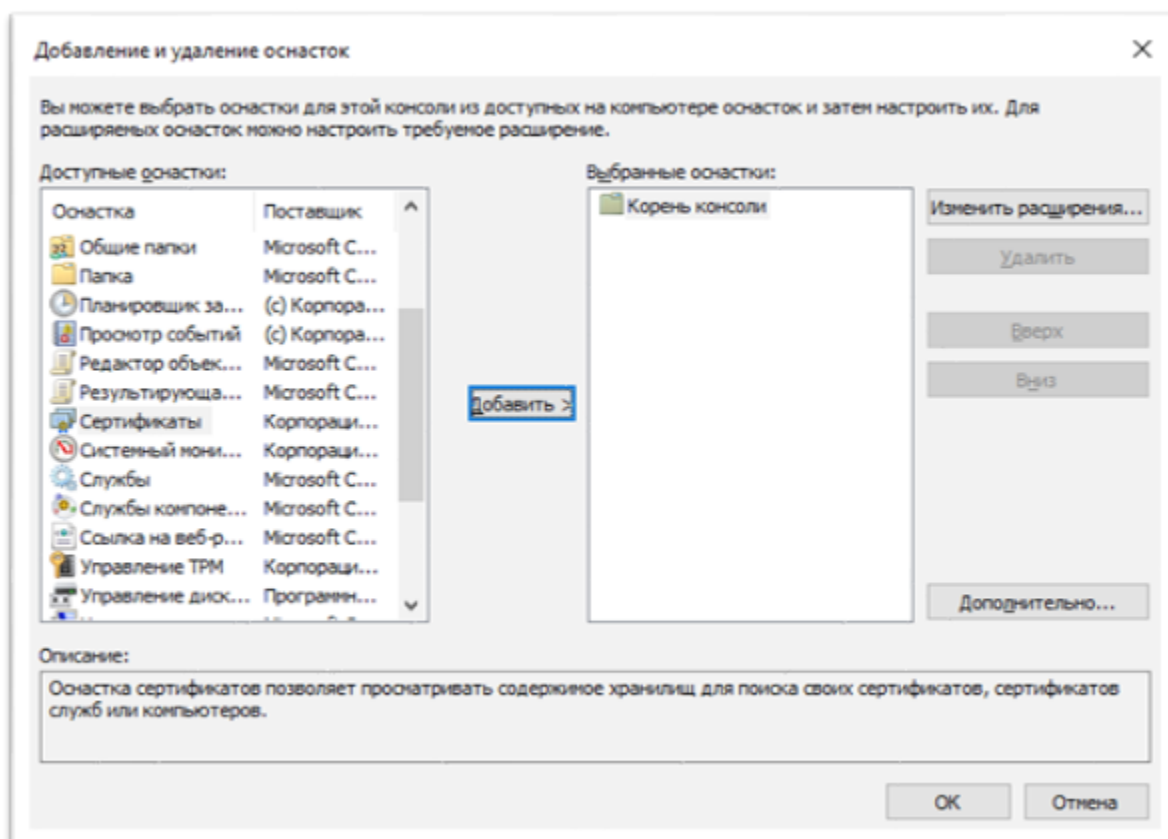 Добавление и удаление оснасток
Вы можете выбрать оснастки для этой консоли из доступных на компьютере оснасток и затем настроить их. Для
расширяемых оснасток можно настроить требуемое расширение.
Доступные оснастки:
Выбранные оснастки:
Оснастка Поставщик
Общие папки Microsoft C...
Папка Microsoft C...
Планировщик за... (c) Корпора...
Просмотр событий (c) Корпора...
Редактор объек... Microsoft C...
Результирующа... Microsoft C...
Сертификаты Корпораци...
Системный мони... Корпораци...
Службы Microsoft C...
Службы компоне... Microsoft C...
Ссылка на веб-р... Microsoft C...
Управление TPM Корпораци...
Управление диск... Программн...
Добавить >
Корень консоли
Изменить расширения...
Удалить
Вверх
Вниз
Дополнительно...
Описание:
Оснастка сертификатов позволяет просматривать содержимое хранилищ для поиска своих сертификатов, сертификатов
служб или компьютеров.
OK Отмена